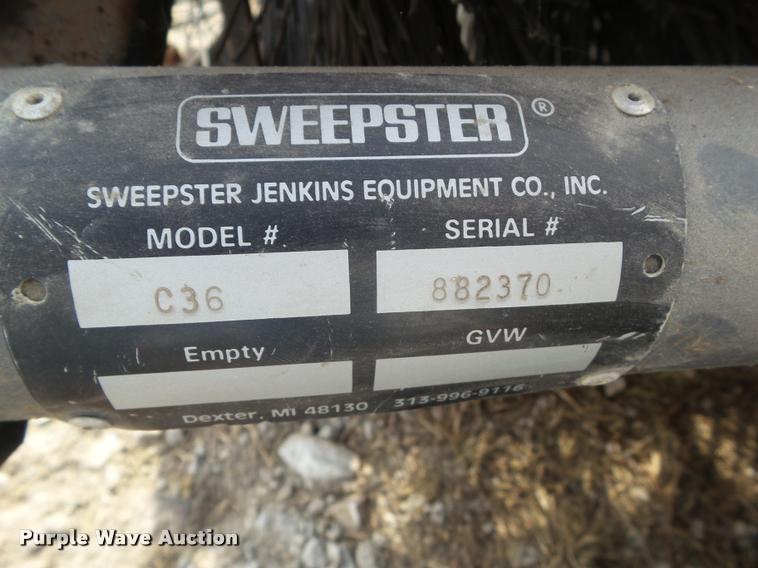 SWEEPSTER ®
SWEEPSTER JENKINS EQUIPMENT CO., INC.
MODEL # SERIAL #
C36 882370
Empty GVW
Dexter, MI 48130 313-996-9116
Purple Wave Auction